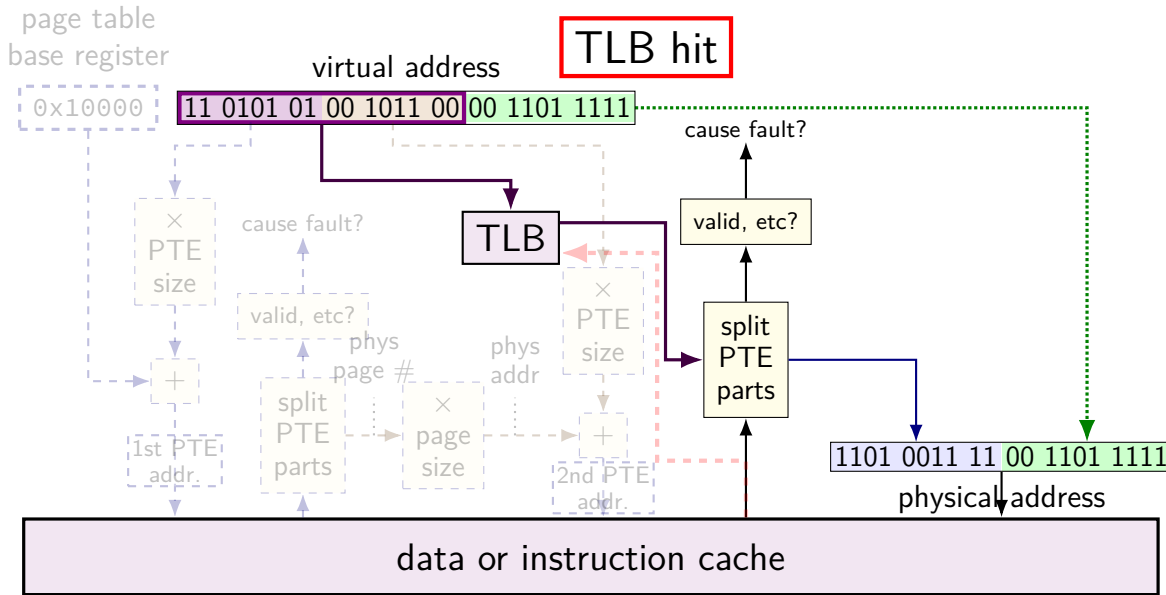 page table
base register
0x10000
virtual address
TLB hit
11 0101 01 00 1011 00 00 1101 1111
cause fault?
×
PTE
size
cause fault?
TLB
valid, etc?
×
PTE
size
valid, etc?
split
PTE
parts
phys
page #
phys
addr
+
split
PTE
parts
×
page
size
+
1st PTE
addr.
2nd PTE
addr.
1101 0011 11 00 1101 1111
physical address
data or instruction cache